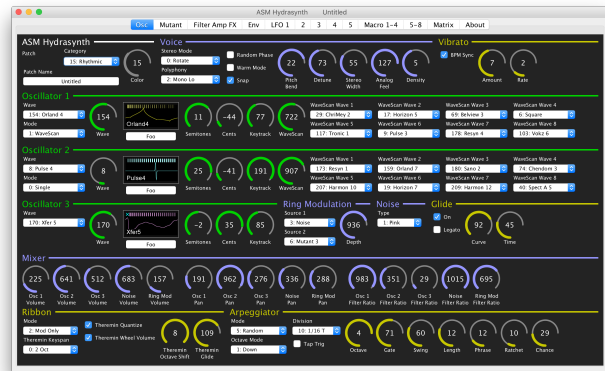 ASM Hydrasynth Untitled
Osc Mutant Filter Amp FX Env LFO 1 2 3 4 5 Macro 1-4 5-8 Matrix About
ASM Hydrasynth Voice Vibrato
Patch Category Stereo Mode
15: Rhythmic 15 0: Rotate Random Phase 22 73 55 127 5 BPM Sync 7 2
Polyphony Warm Mode
Patch Name 2: Mono Lo Snap
Untitled Color Pitch Bend Detune Stereo Width Analog Feel Density Amount Rate
Oscillator 1
Wave WaveScan Wave 1 WaveScan Wave 2 WaveScan Wave 3 WaveScan Wave 4
154: Orland 4 154 Orland4 11 -44 77 722 29: ChrMey 2 17: Horizon 5 69: Belview 3 6: Square
Mode WaveScan Wave 5 WaveScan Wave 6 WaveScan Wave 7 WaveScan Wave 8
1: WaveScan Foo 117: Tronic 1 9: Pulse 3 178: Resyn 4 103: Vokz 6
Wave Semitones Cents Keytrack WaveScan
Oscillator 2
Wave WaveScan Wave 1 WaveScan Wave 2 WaveScan Wave 3 WaveScan Wave 4
8: Pulse 4 8 Pulse4 25 -41 191 907 173: Resyn 1 159: Orland 7 180: Sano 2 74: Chendom 3
Mode WaveScan Wave 5 WaveScan Wave 6 WaveScan Wave 7 WaveScan Wave 8
0: Single Foo 207: Harmon 10 19: Horizon 7 209: Harmon 12 40: Spect A 5
Wave Semitones Cents Keytrack WaveScan
Oscillator 3 Ring Modulation Noise Glide
Wave Source 1 Type
170: Xfer 5 170 Xfer5 -2 35 85 3: Noise 936 1: Pink On 92 45
Source 2 Legato
Foo 6: Mutant 3
Wave Semitones Cents Keytrack Depth Curve Time
Mixer
225 641 512 683 157 191 962 276 336 288 983 351 29 1015 695
Osc 1 Volume Osc 2 Volume Osc 3 Volume Noise Volume Ring Mod Volume Osc 1 Pan Osc 2 Pan Osc 3 Pan Noise Pan Ring Mod Pan Osc 1 Filter Ratio Osc 2 Filter Ratio Osc 3 Filter Ratio Noise Filter Ratio Ring Mod Filter Ratio
Ribbon Arpeggiator
Mode Mode Division
2: Mod Only Theremin Quantize 8 109 5: Random 10: 1/16 T 4 71 60 12 12 10 29
Theremin Keyspan Theremin Wheel Volume Octave Mode Tap Trig
0: 2 Oct 1: Down
Theremin Octave Shift Theremin Glide Octave Gate Swing Length Phrase Ratchet Chance